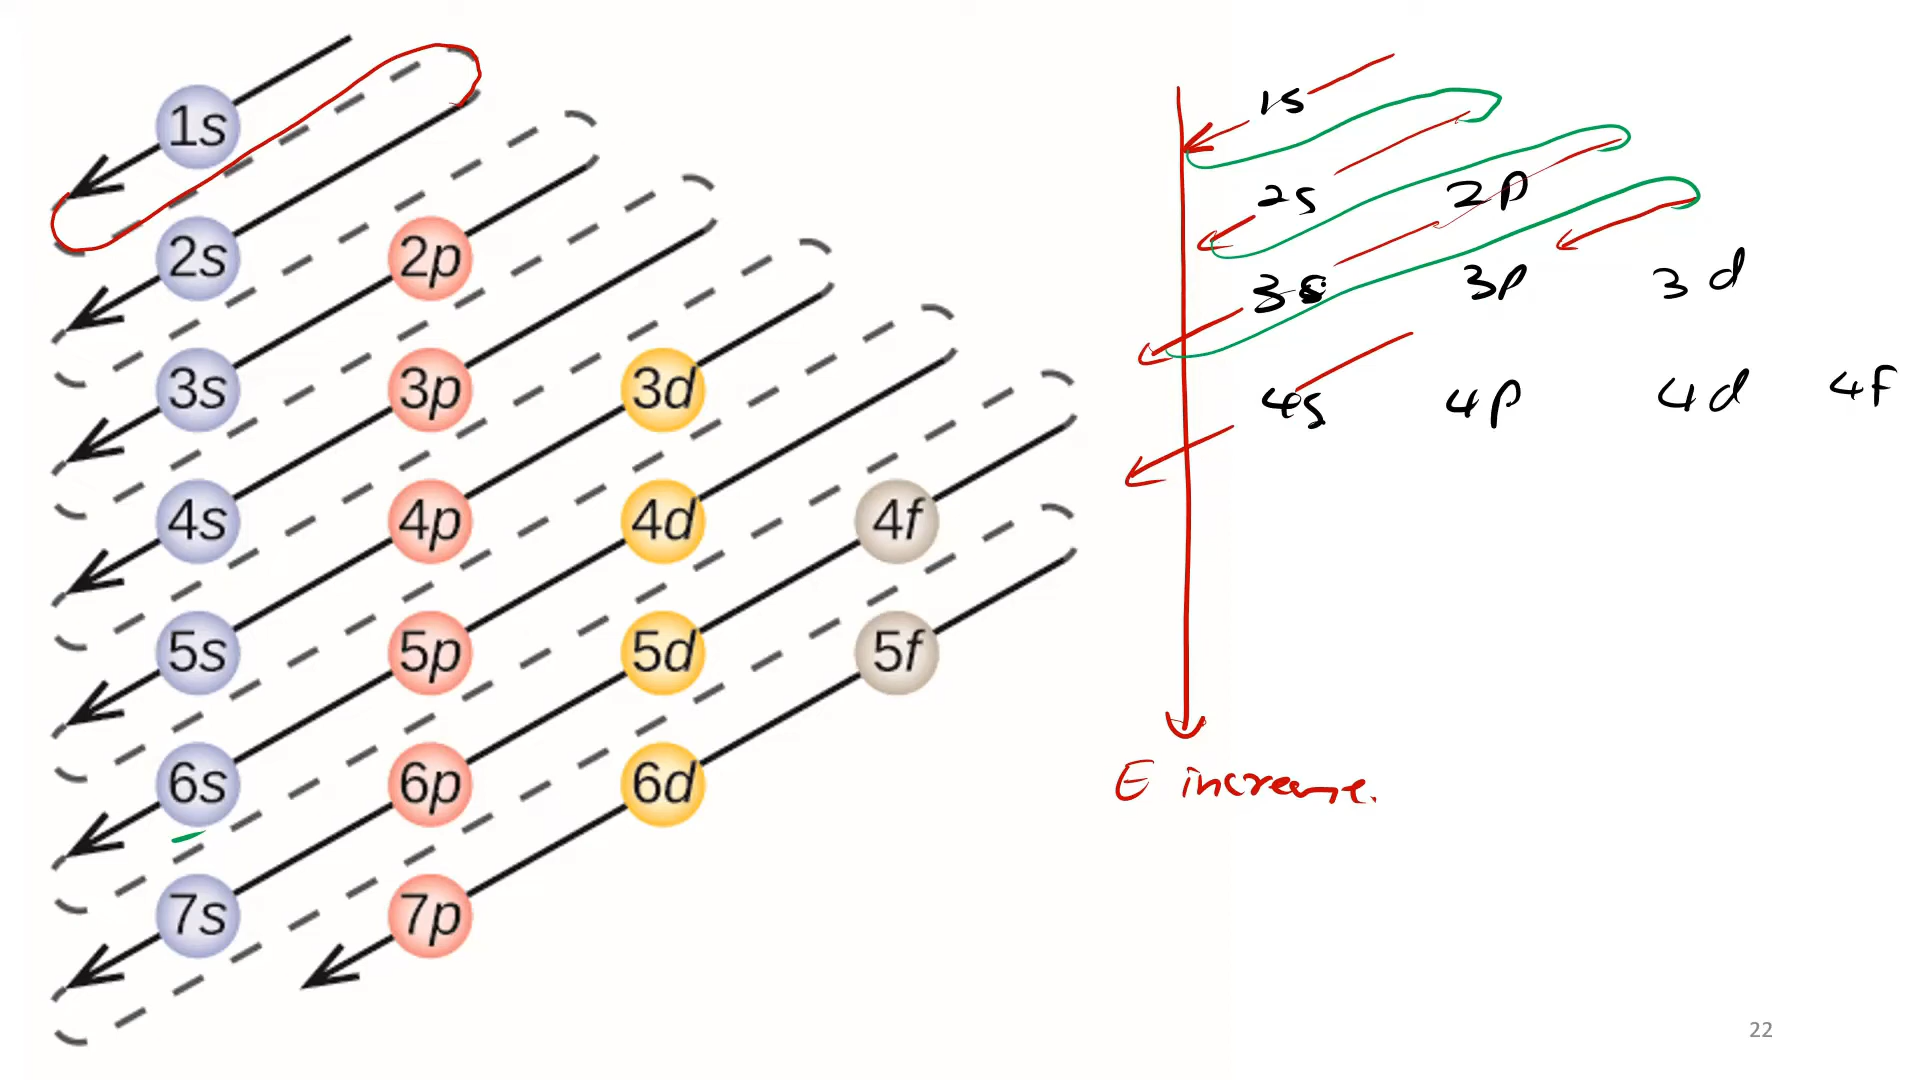 1s
2s 2p
3s 3p 3d
4s 4p 4d 4f
5s 5p 5d 5f
6s 6p 6d
7s 7p
1s
2s 2p
3s 3p 3d
4s 4p 4d 4f
E increase.
22